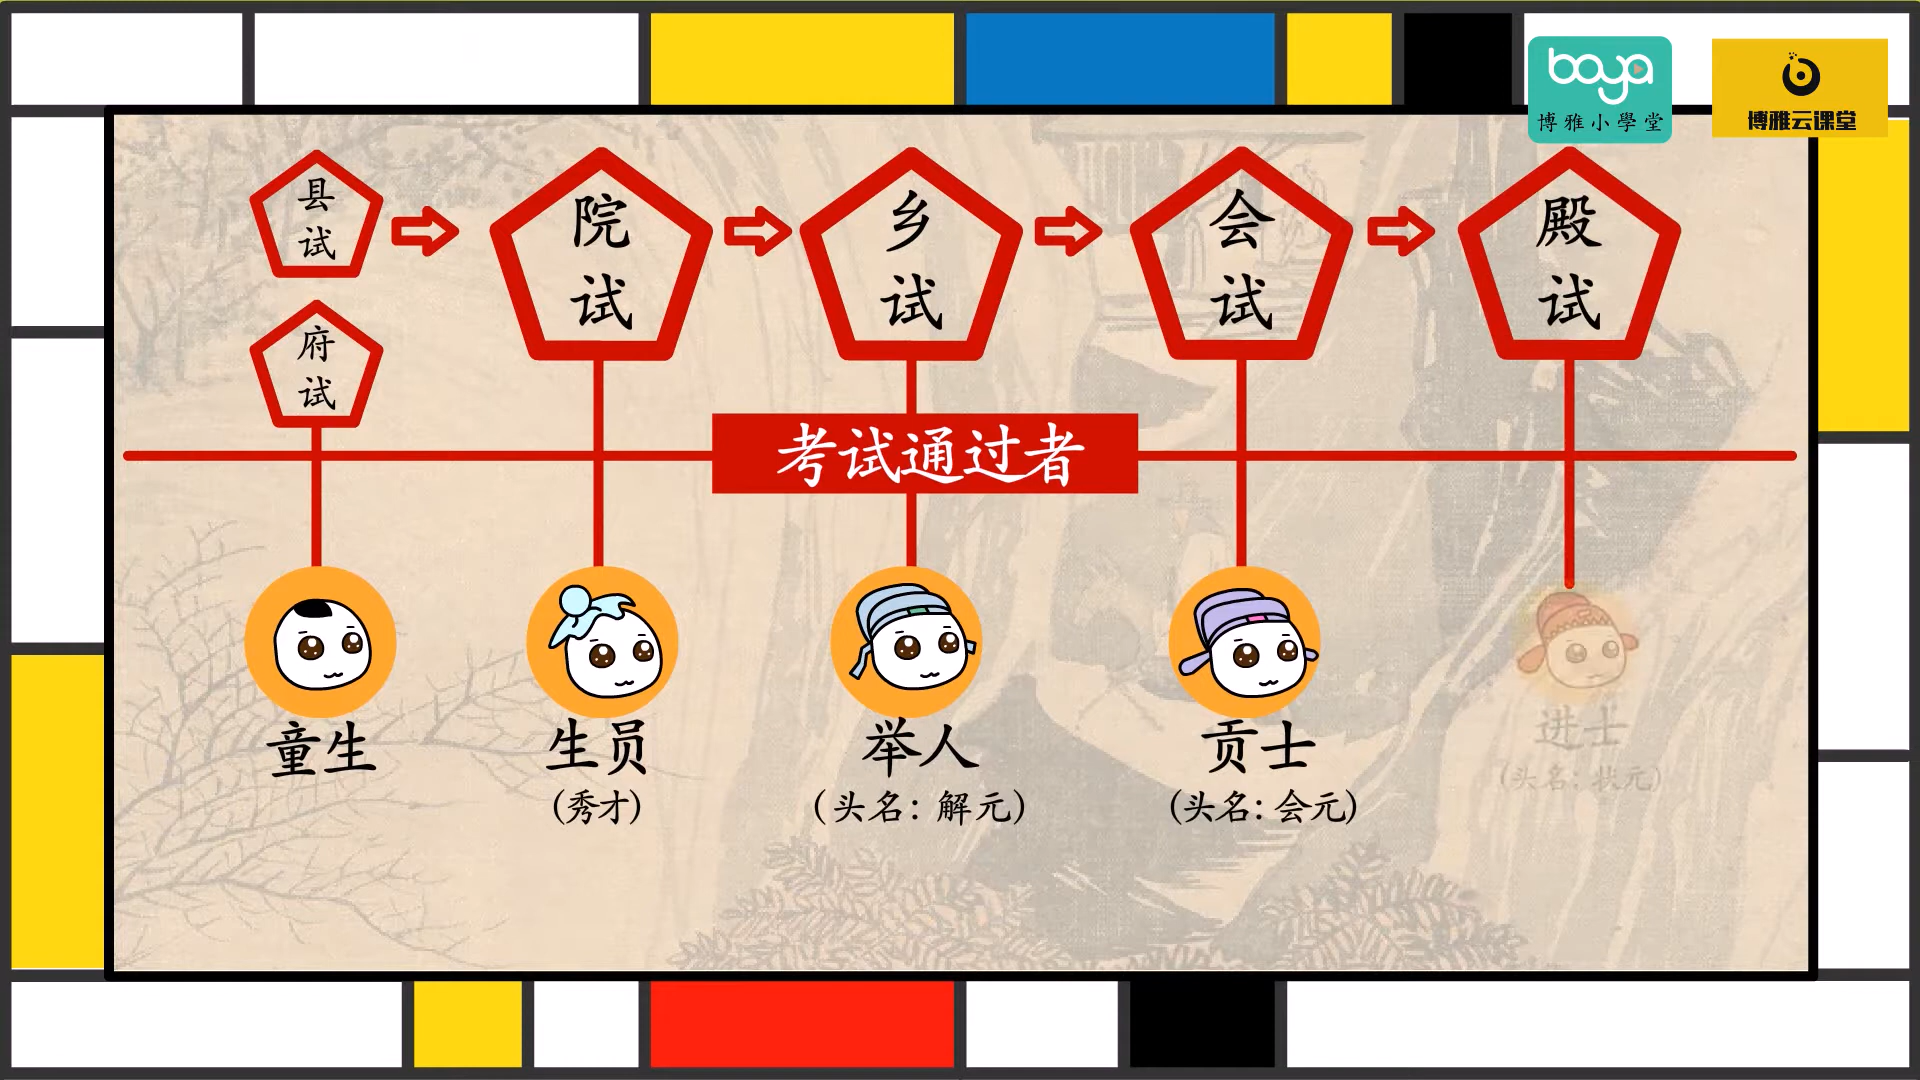 boya
博雅小學堂
博雅云课堂
县试
府试
院试
乡试
会试
殿试
考试通过者
童生
生员
(秀才)
举人
(头名：解元)
贡士
(头名：会元)
进士
(头名：状元)